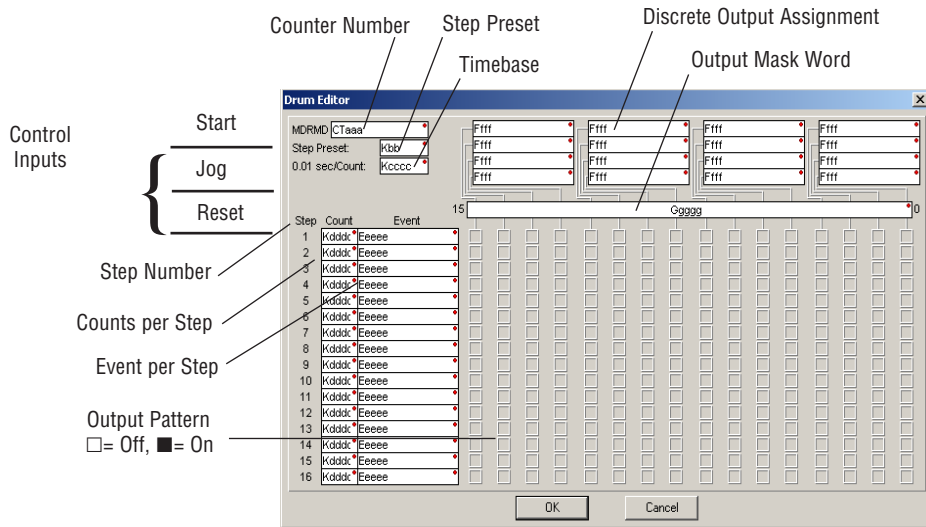 Counter Number
Step Preset
Discrete Output Assignment
Timebase
Output Mask Word
Control
Inputs
Start
Jog
Reset
Drum Editor
MDRMD CTaaa
Step Preset: Kbb
0.01 sec/Count: Kcccc
Ffff Ffff Ffff Ffff
Ffff Ffff Ffff Ffff
Ffff Ffff Ffff Ffff
Ffff Ffff Ffff Ffff
15 Ggggg 0
Step Count Event
1 Kdddc Eeeee
2 Kdddc Eeeee
3 Kdddc Eeeee
4 Kdddc Eeeee
5 Kdddc Eeeee
6 Kdddc Eeeee
7 Kdddc Eeeee
8 Kdddc Eeeee
9 Kdddc Eeeee
10 Kdddc Eeeee
11 Kdddc Eeeee
12 Kdddc Eeeee
13 Kdddc Eeeee
14 Kdddc Eeeee
15 Kdddc Eeeee
16 Kdddc Eeeee
Step Number
Counts per Step
Event per Step
Output Pattern
□= Off, ■= On
OK Cancel